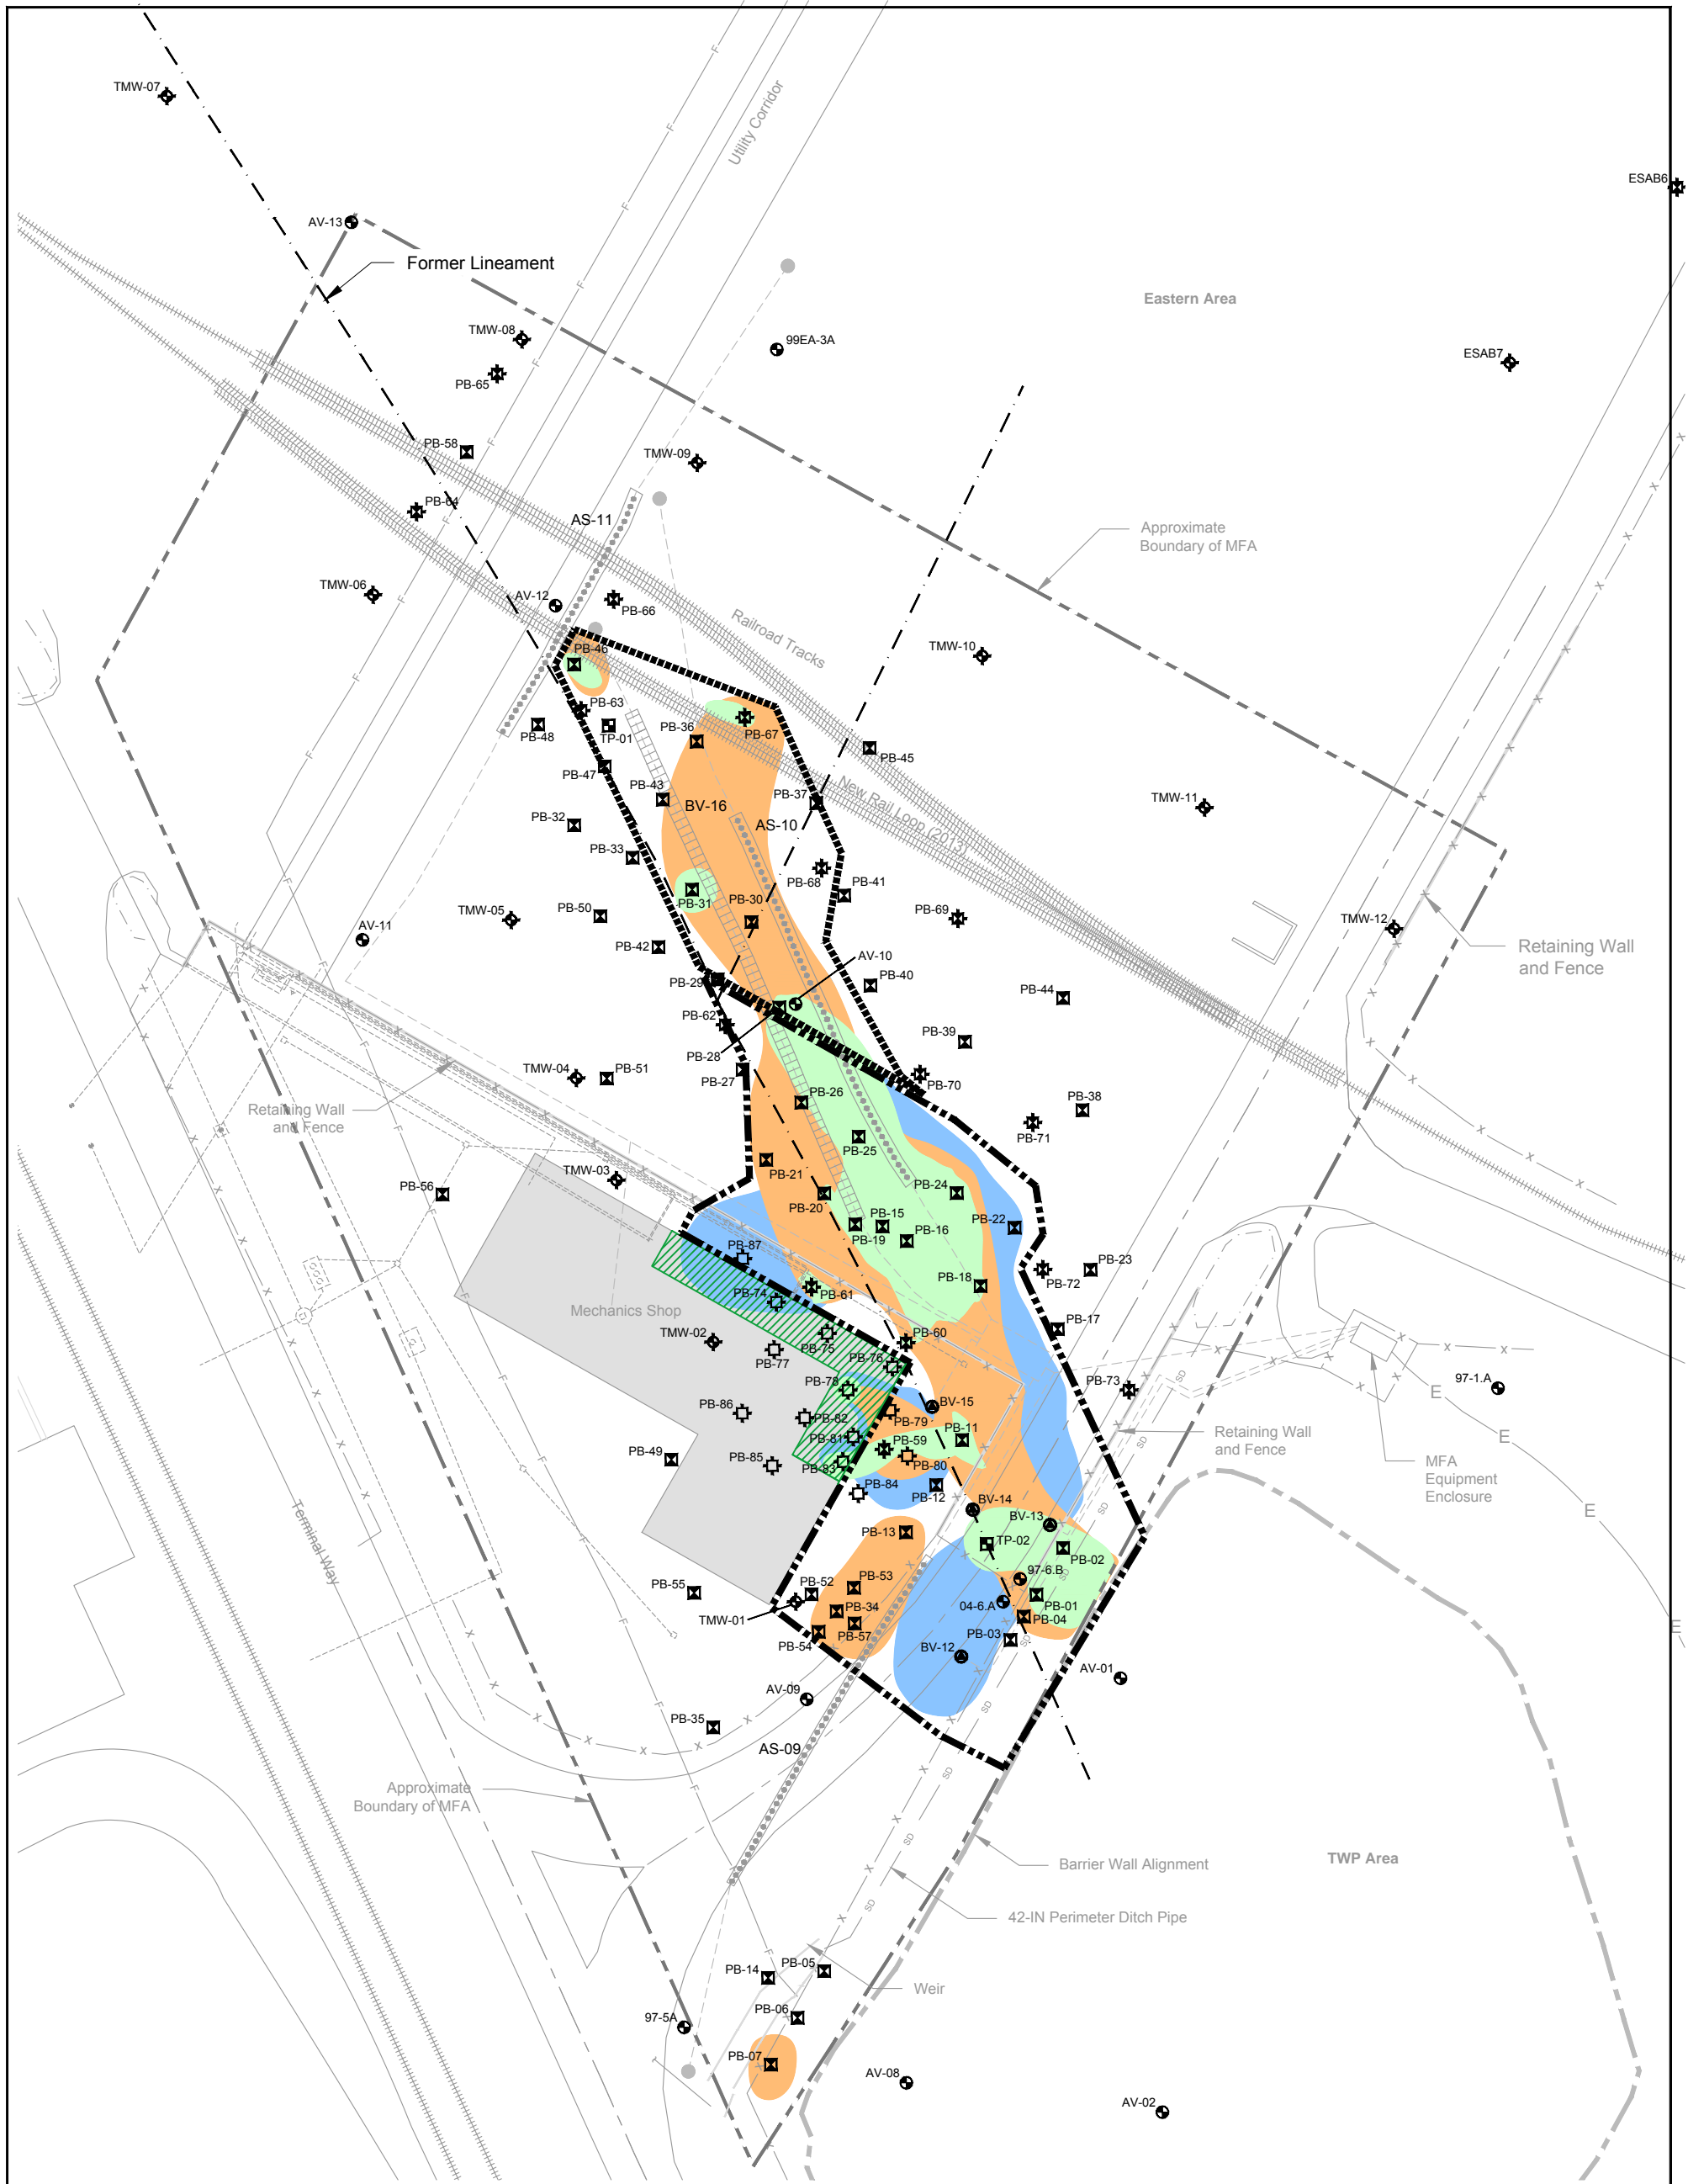 Utility Corridor
TMW-07
ESAB6
AV-13
Former Lineament
Eastern Area
TMW-08
99EA-3A
ESAB7
PB-65
PB-58
TMW-09
PB-64
AS-11
Approximate
Boundary of MFA
TMW-06
AV-12
PB-66
Railroad Tracks
TMW-10
PB-46
PB-63
PB-48
TP-01
PB-36
PB-67
PB-45
PB-47
PB-43
BV-16
PB-37
New Rail Loop (2013)
TMW-11
PB-32
AS-10
PB-33
PB-68
PB-41
PB-31
PB-50
PB-30
PB-69
TMW-05
TMW-12
AV-11
PB-42
AV-10
Retaining Wall
and Fence
PB-29
PB-40
PB-44
PB-62
PB-28
PB-39
TMW-04
PB-51
PB-27
PB-70
Retaining Wall
and Fence
PB-26
PB-38
PB-71
PB-25
PB-21
TMW-03
PB-56
PB-20
PB-24
PB-15
PB-22
PB-19
PB-16
PB-87
PB-18
PB-23
PB-72
PB-61
PB-74
Mechanics Shop
PB-17
TMW-02
PB-75
PB-60
PB-77
PB-76
PB-78
PB-73
97-1.A
E
BV-15
PB-86
PB-82
PB-79
PB-81
PB-59
PB-11
Retaining Wall
and Fence
E
PB-49
PB-85
PB-83
PB-80
MFA
Equipment
Enclosure
PB-84
PB-12
BV-14
E
BV-13
PB-13
TP-02
PB-02
Terminal Way
97-6.B
PB-55
PB-52
PB-53
PB-01
04-6.A
PB-34
TMW-01
PB-04
E
PB-57
PB-54
PB-03
BV-12
AV-01
AV-09
PB-35
AS-09
Approximate
Boundary of MFA
Barrier Wall Alignment
TWP Area
42-IN Perimeter Ditch Pipe
PB-14
PB-05
Weir
PB-06
97-5A
PB-07
AV-08
AV-02